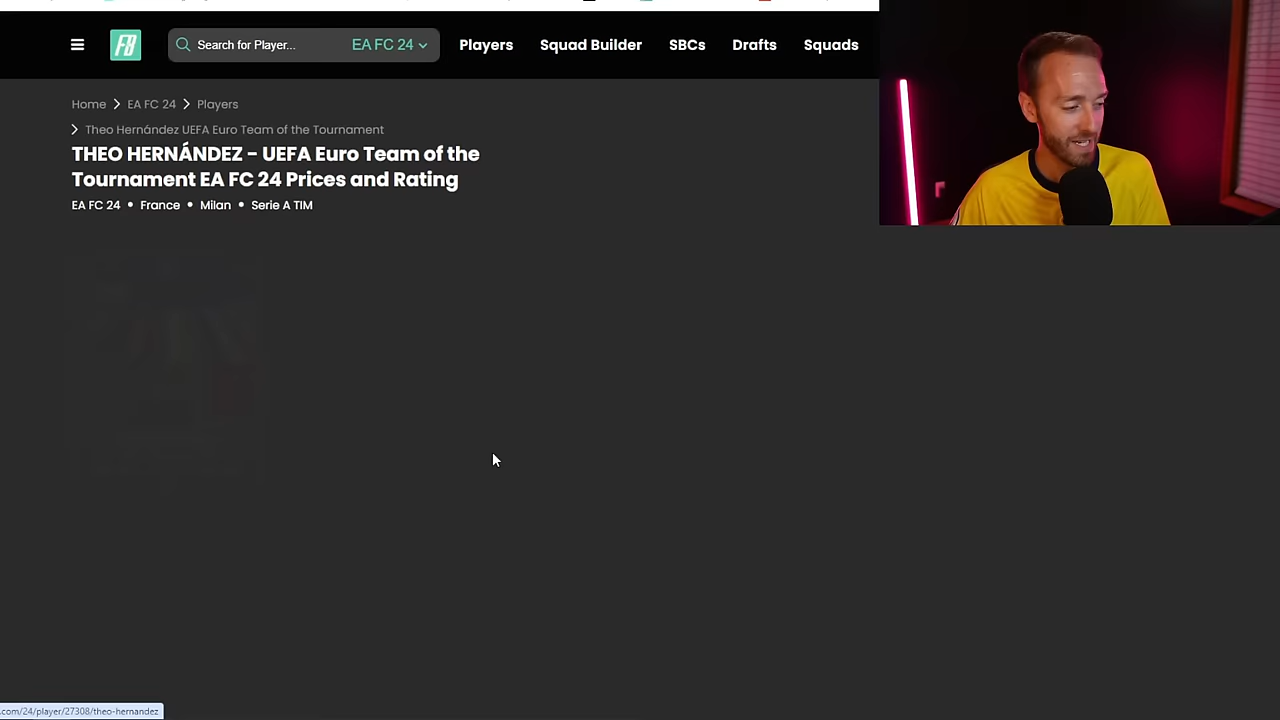 FB
Search for Player...
EA FC 24
Players
Squad Builder
SBCs
Drafts
Squads
Home
EA FC 24
Players
Theo Hernández UEFA Euro Team of the Tournament
THEO HERNÁNDEZ - UEFA Euro Team of the
Tournament EA FC 24 Prices and Rating
EA FC 24 • France • Milan • Serie A TIM
.com/24/player/27308/theo-hernandez